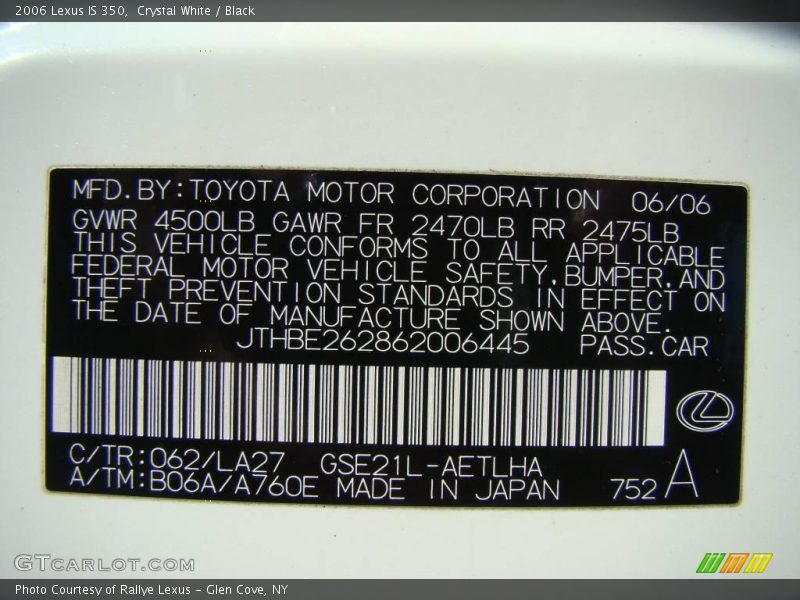 2006 Lexus IS 350,  Crystal White / Black
MFD.BY:TOYOTA MOTOR CORPORATION 06/06
GVWR 4500LB GAWR FR 2470LB RR 2475LB
THIS VEHICLE CONFORMS TO ALL APPLICABLE
FEDERAL MOTOR VEHICLE SAFETY,BUMPER,AND
THEFT PREVENTION STANDARDS IN EFFECT ON
THE DATE OF MANUFACTURE SHOWN ABOVE.
JTHBE262862006445 PASS.CAR
C/TR:062/LA27 GSE21L-AETLHA
A/TM:B06A/A760E MADE IN JAPAN 752 A
GTCARLOT.COM
Photo Courtesy of Rallye Lexus - Glen Cove, NY